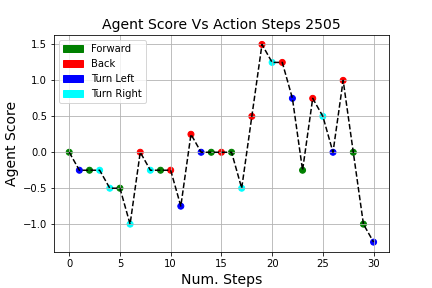 Agent Score Vs Action Steps 2505
1.5
1.0
0.5
0.0
−0.5
−1.0
Agent Score
Forward
Back
Turn Left
Turn Right
0 5 10 15 20 25 30
Num. Steps